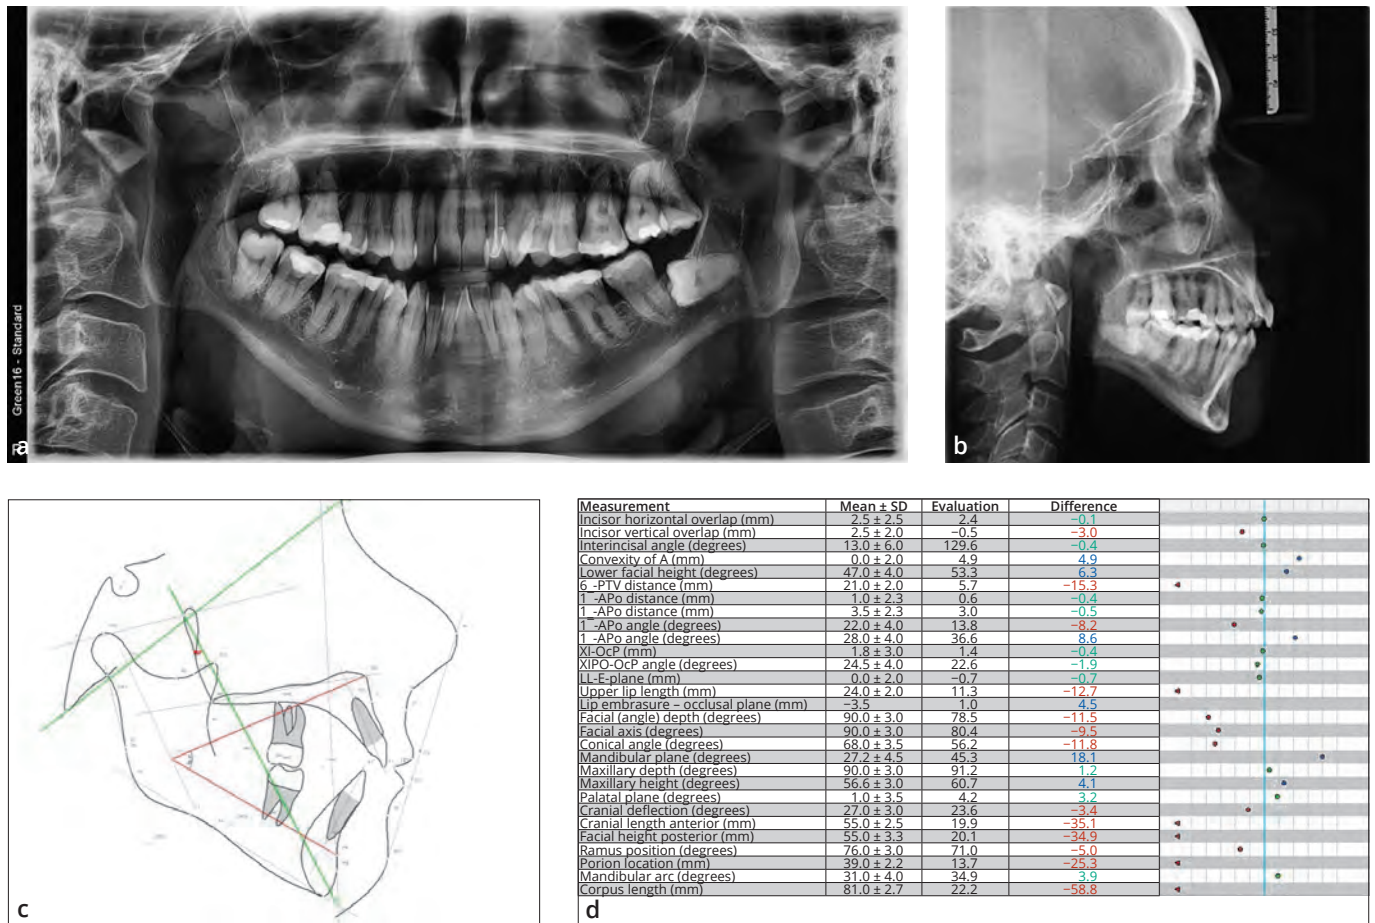 Green16 - Standard
a
b
c
d
Measurement Mean ± SD Evaluation Difference
Incisor horizontal overlap (mm) 2.5 ± 2.5 2.4 −0.1
Incisor vertical overlap (mm) 2.5 ± 2.0 −0.5 −3.0
Interincisal angle (degrees) 13.0 ± 6.0 129.6 −0.4
Convexity of A (mm) 0.0 ± 2.0 4.9 4.9
Lower facial height (degrees) 47.0 ± 4.0 53.3 6.3
6_-PTV distance (mm) 21.0 ± 2.0 5.7 −15.3
1_-APo distance (mm) 1.0 ± 2.3 0.6 −0.4
1_-APo distance (mm) 3.5 ± 2.3 3.0 −0.5
1_-APo angle (degrees) 22.0 ± 4.0 13.8 −8.2
1_-APo angle (degrees) 28.0 ± 4.0 36.6 8.6
XI-OcP (mm) 1.8 ± 3.0 1.4 −0.4
XIPO-OcP angle (degrees) 24.5 ± 4.0 22.6 −1.9
LL-E-plane (mm) 0.0 ± 2.0 −0.7 −0.7
Upper lip length (mm) 24.0 ± 2.0 11.3 −12.7
Lip embrasure – occlusal plane (mm) −3.5 1.0 4.5
Facial (angle) depth (degrees) 90.0 ± 3.0 78.5 −11.5
Facial axis (degrees) 90.0 ± 3.0 80.4 −9.5
Conical angle (degrees) 68.0 ± 3.5 56.2 −11.8
Mandibular plane (degrees) 27.2 ± 4.5 45.3 18.1
Maxillary depth (degrees) 90.0 ± 3.0 91.2 1.2
Maxillary height (degrees) 56.6 ± 3.0 60.7 4.1
Palatal plane (degrees) 1.0 ± 3.5 4.2 3.2
Cranial deflection (degrees) 27.0 ± 3.0 23.6 −3.4
Cranial length anterior (mm) 55.0 ± 2.5 19.9 −35.1
Facial height posterior (mm) 55.0 ± 3.3 20.1 −34.9
Ramus position (degrees) 76.0 ± 3.0 71.0 −5.0
Porion location (mm) 39.0 ± 2.2 13.7 −25.3
Mandibular arc (degrees) 31.0 ± 4.0 34.9 3.9
Corpus length (mm) 81.0 ± 2.7 22.2 −58.8